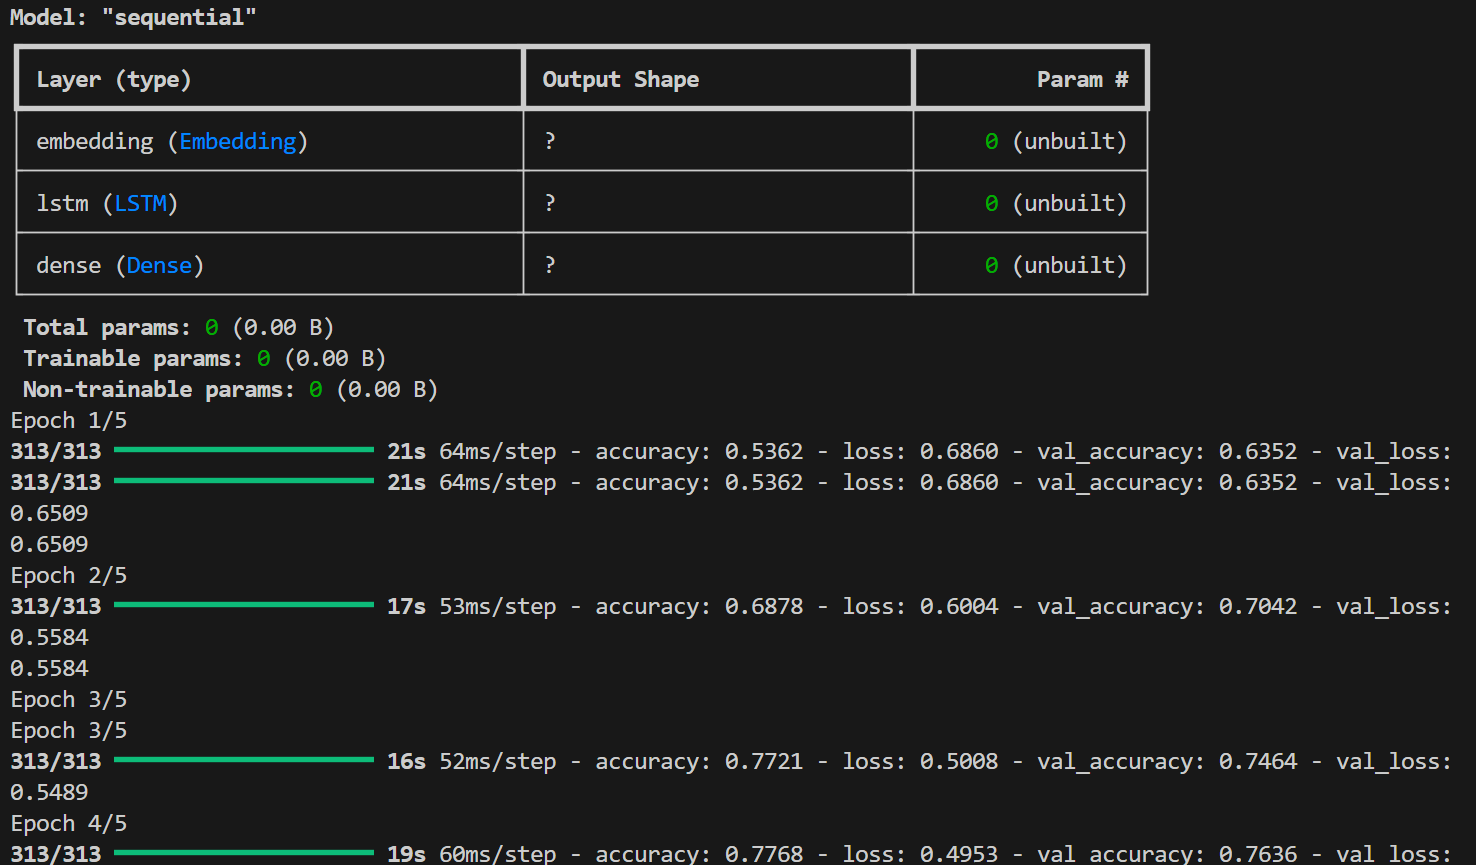 Model: "sequential"
Layer (type) Output Shape Param #
embedding (Embedding) ? 0 (unbuilt)
lstm (LSTM) ? 0 (unbuilt)
dense (Dense) ? 0 (unbuilt)
Total params: 0 (0.00 B)
Trainable params: 0 (0.00 B)
Non-trainable params: 0 (0.00 B)
Epoch 1/5
313/313 21s 64ms/step - accuracy: 0.5362 - loss: 0.6860 - val_accuracy: 0.6352 - val_loss:
313/313 21s 64ms/step - accuracy: 0.5362 - loss: 0.6860 - val_accuracy: 0.6352 - val_loss:
0.6509
0.6509
Epoch 2/5
313/313 17s 53ms/step - accuracy: 0.6878 - loss: 0.6004 - val_accuracy: 0.7042 - val_loss:
0.5584
0.5584
Epoch 3/5
Epoch 3/5
313/313 16s 52ms/step - accuracy: 0.7721 - loss: 0.5008 - val_accuracy: 0.7464 - val_loss:
0.5489
Epoch 4/5
313/313 19s 60ms/step - accuracy: 0.7768 - loss: 0.4953 - val_accuracy: 0.7636 - val_loss: